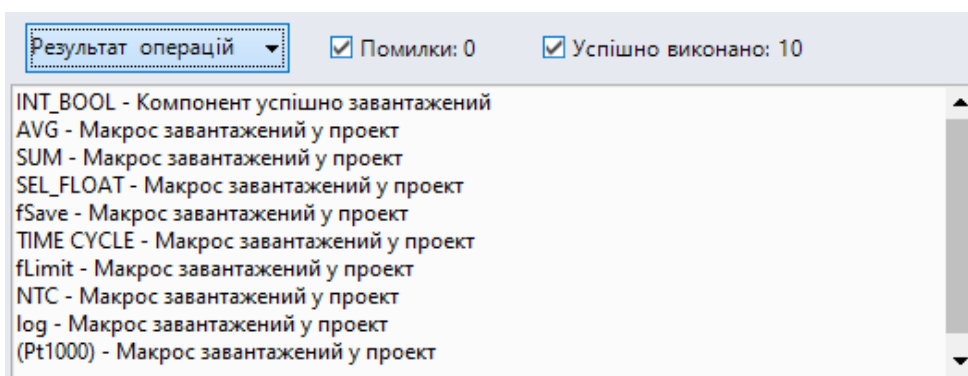 Результат операцій Помилки: 0 Успішно виконано: 10
INT_BOOL - Компонент успішно завантажений
AVG - Макрос завантажений у проект
SUM - Макрос завантажений у проект
SEL_FLOAT - Макрос завантажений у проект
fSave - Макрос завантажений у проект
TIME CYCLE - Макрос завантажений у проект
fLimit - Макрос завантажений у проект
NTC - Макрос завантажений у проект
log - Макрос завантажений у проект
(Pt1000) - Макрос завантажений у проект